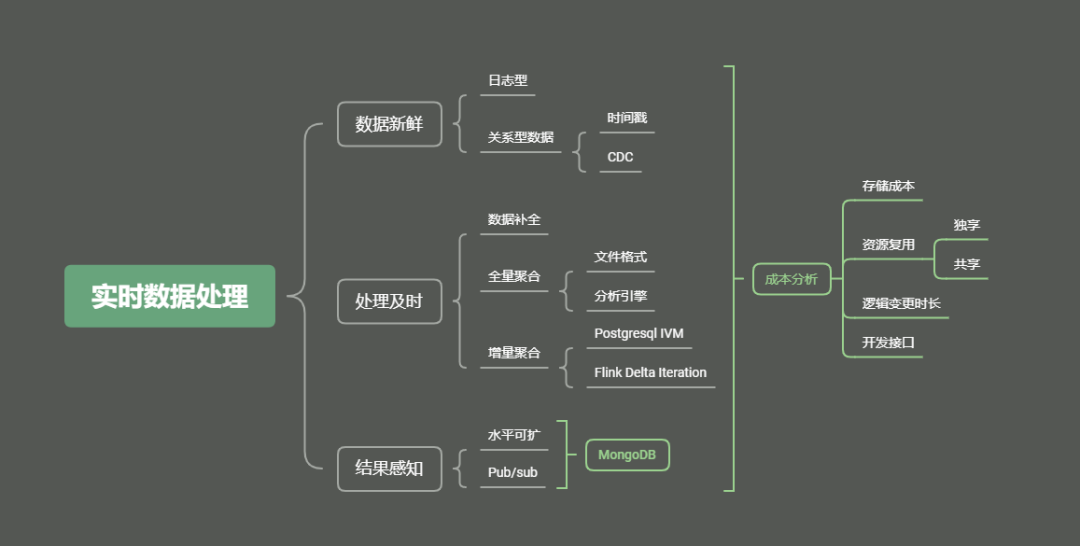 实时数据处理
数据新鲜
日志型
关系型数据
时间戳
CDC
处理及时
数据补全
全量聚合
文件格式
分析引擎
增量聚合
Postgresql IVM
Flink Delta Iteration
结果感知
水平可扩
Pub/sub
MongoDB
成本分析
存储成本
资源复用
独享
共享
逻辑变更时长
开发接口